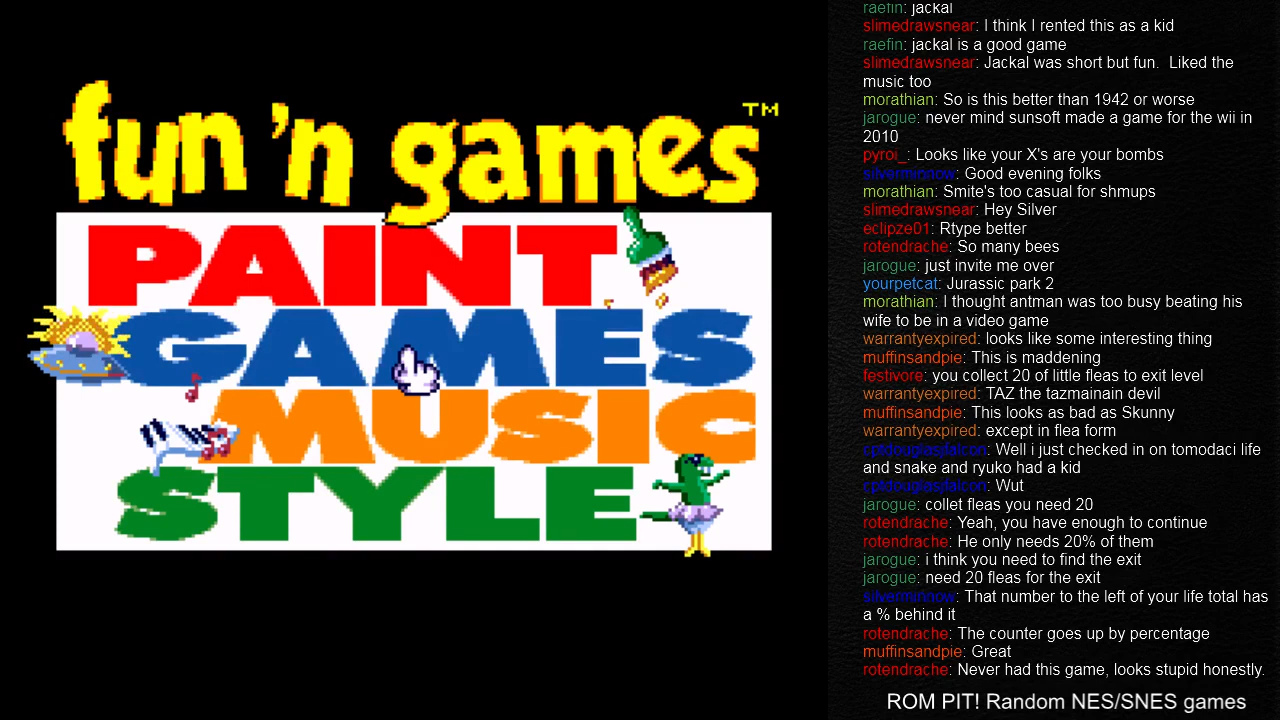 fun 'n games™
PAINT
GAMES
MUSIC
STYLE
raefin: jackal
slimedrawsnear: I think I rented this as a kid
raefin: jackal is a good game
slimedrawsnear: Jackal was short but fun.  Liked the
music too
morathian: So is this better than 1942 or worse
jarogue: never mind sunsoft made a game for the wii in
2010
pyroi_: Looks like your X's are your bombs
silverminnow: Good evening folks
morathian: Smite's too casual for shmups
slimedrawsnear: Hey Silver
eclipze01: Rtype better
rotendrache: So many bees
jarogue: just invite me over
yourpetcat: Jurassic park 2
morathian: I thought antman was too busy beating his
wife to be in a video game
warrantyexpired: looks like some interesting thing
muffinsandpie: This is maddening
festivore: you collect 20 of little fleas to exit level
warrantyexpired: TAZ the tazmainain devil
muffinsandpie: This looks as bad as Skunny
warrantyexpired: except in flea form
cptdouglasjfalcon: Well i just checked in on tomodaci life
and snake and ryuko had a kid
cptdouglasjfalcon: Wut
jarogue: collet fleas you need 20
rotendrache: Yeah, you have enough to continue
rotendrache: He only needs 20% of them
jarogue: i think you need to find the exit
jarogue: need 20 fleas for the exit
silverminnow: That number to the left of your life total has
a % behind it
rotendrache: The counter goes up by percentage
muffinsandpie: Great
rotendrache: Never had this game, looks stupid honestly.
ROM PIT! Random NES/SNES games